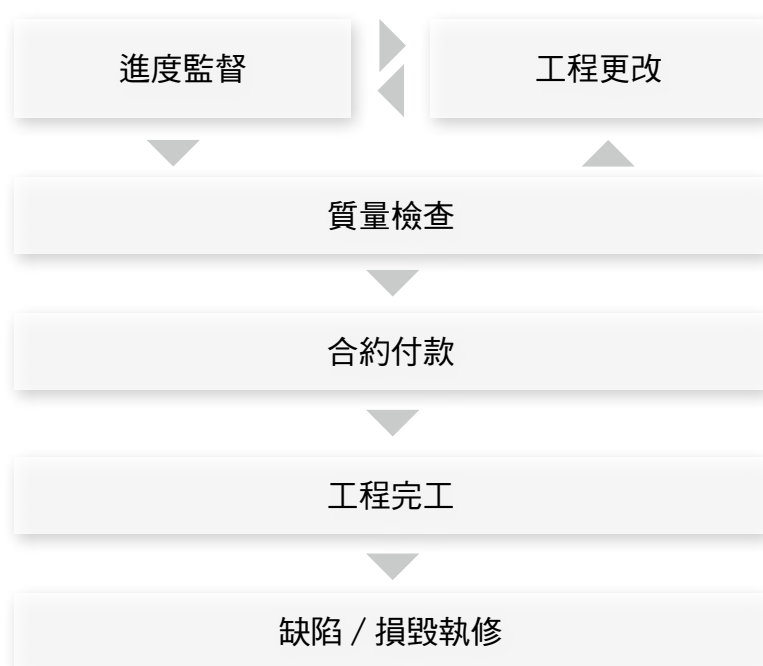 進度監督
工程更改
質量檢查
合約付款
工程完工
缺陷 / 損毀執修